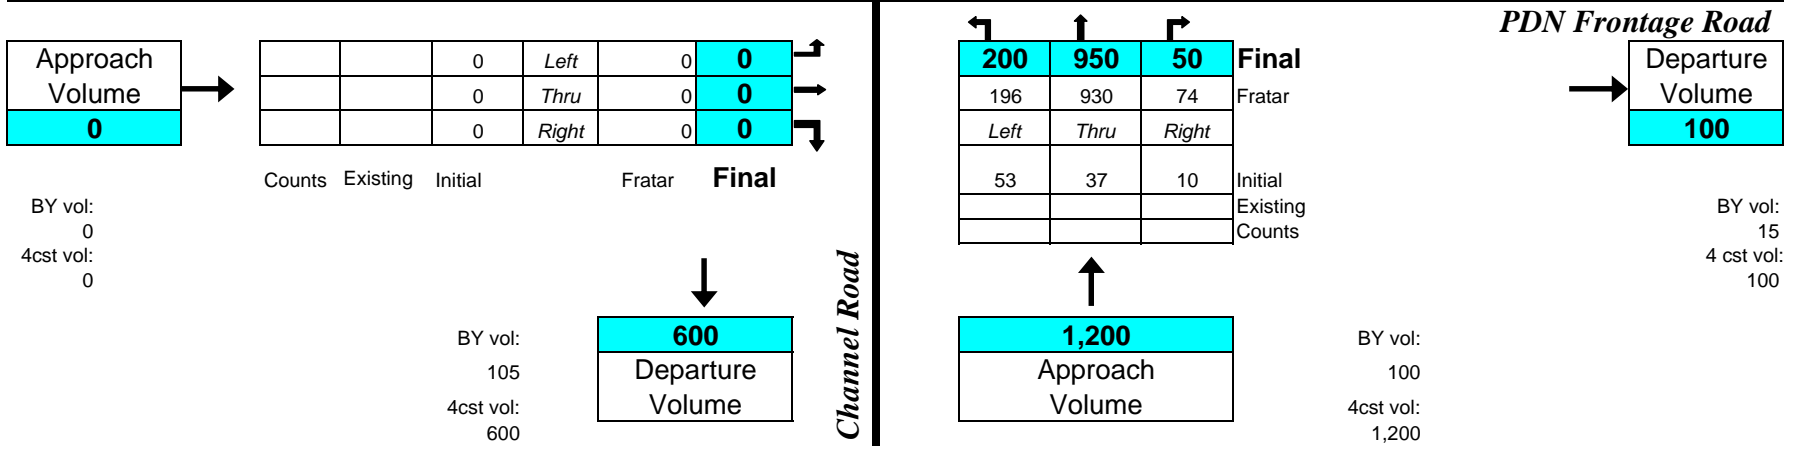 PDN Frontage Road
Approach
Volume
0
0 Left 0 0
0 Thru 0 0
0 Right 0 0
Counts Existing Initial Fratar Final
BY vol:
0
4cst vol:
0
BY vol:
105
4cst vol:
600
600
Departure
Volume
Channel Road
200 950 50 Final
196 930 74 Fratar
Left Thru Right
53 37 10 Initial
Existing
Counts
1,200
Approach
Volume
BY vol:
100
4cst vol:
1,200
Departure
Volume
100
BY vol:
15
4 cst vol:
100